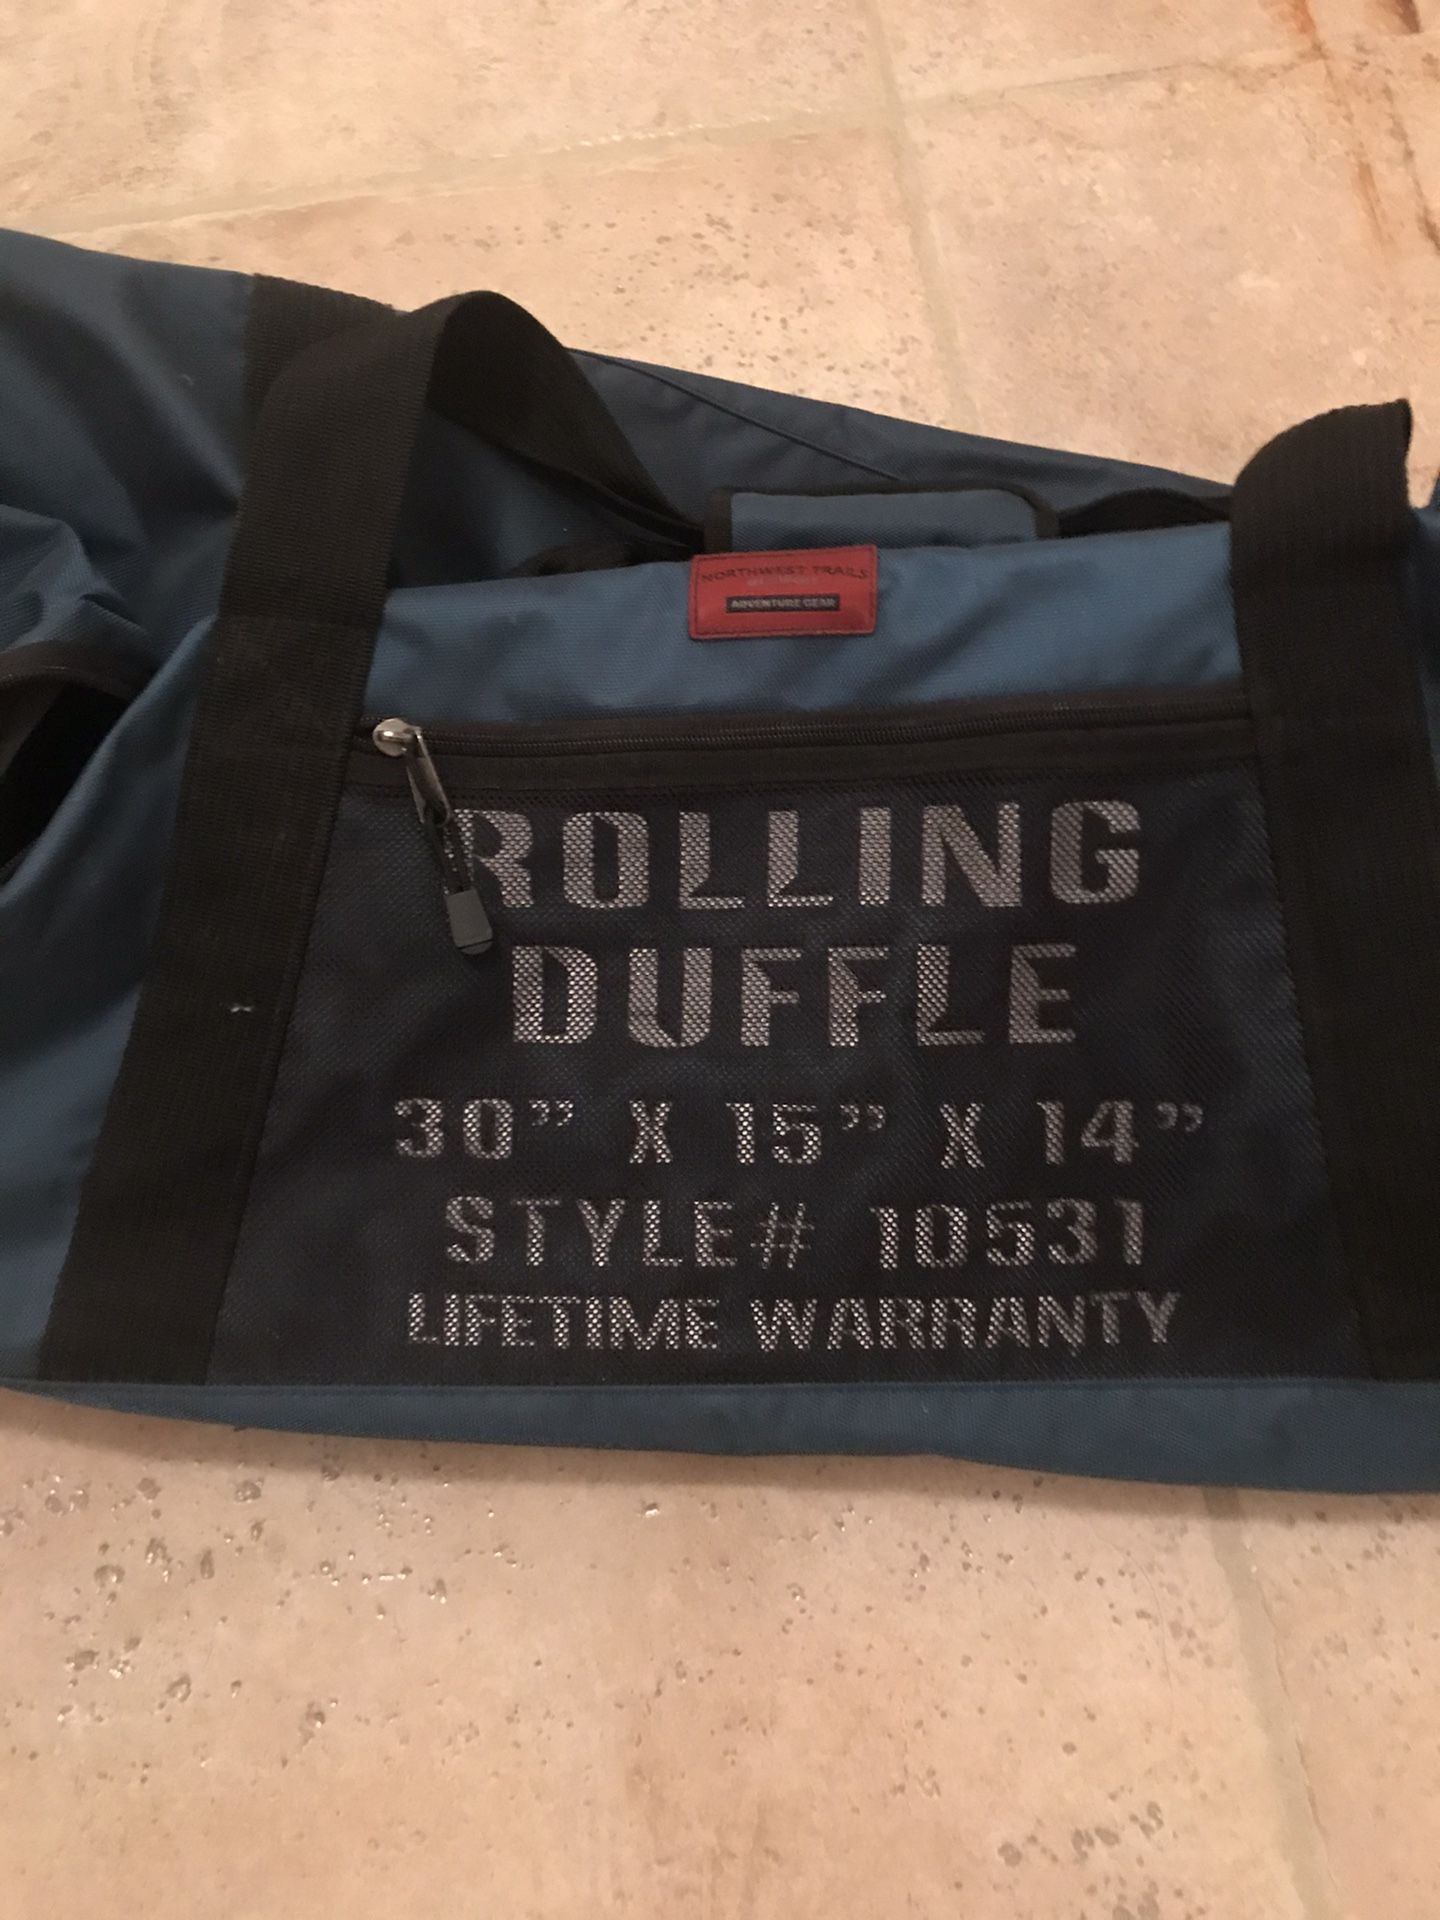 NORTHWEST TRAILS
ADVENTURE GEAR
ROLLING
DUFFLE
30” X 15” X 14”
STYLE# 10531
LIFETIME WARRANTY